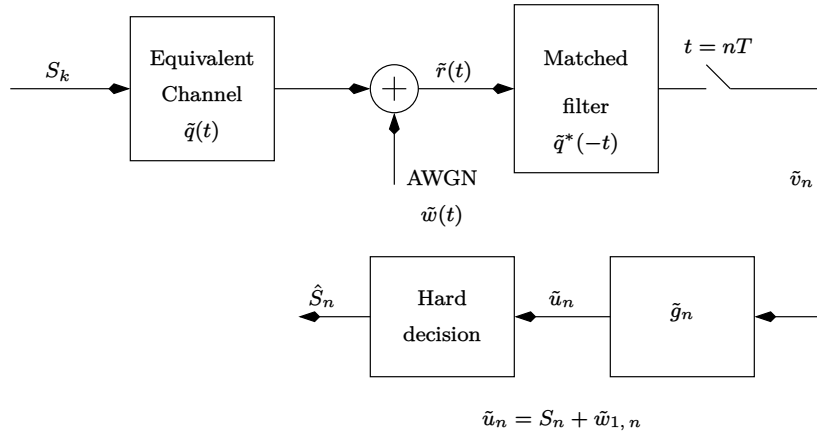 S_k
Equivalent
Channel
q̃(t)
+
AWGN
w̃(t)
r̃(t)
Matched
filter
q̃*(−t)
t = nT
ṽ_n
Ŝ_n
Hard
decision
ũ_n
g̃_n
ũ_n = S_n + w̃_{1, n}